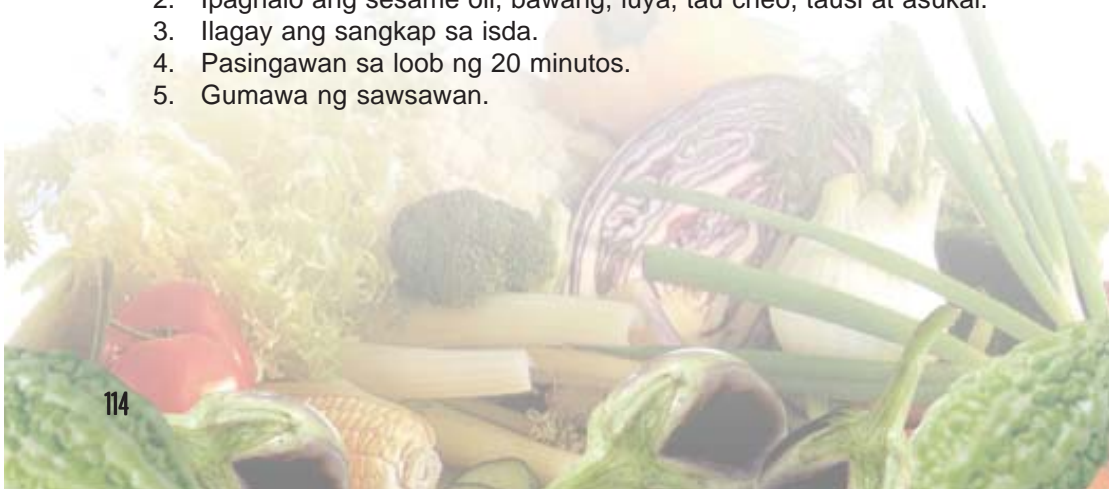 2. Ipaghalo ang sesame oil, bawang, luya, tau cheo, tausi at asukal.
3. Ilagay ang sangkap sa isda.
4. Pasingawan sa loob ng 20 minutos.
5. Gumawa ng sawsawan.
114